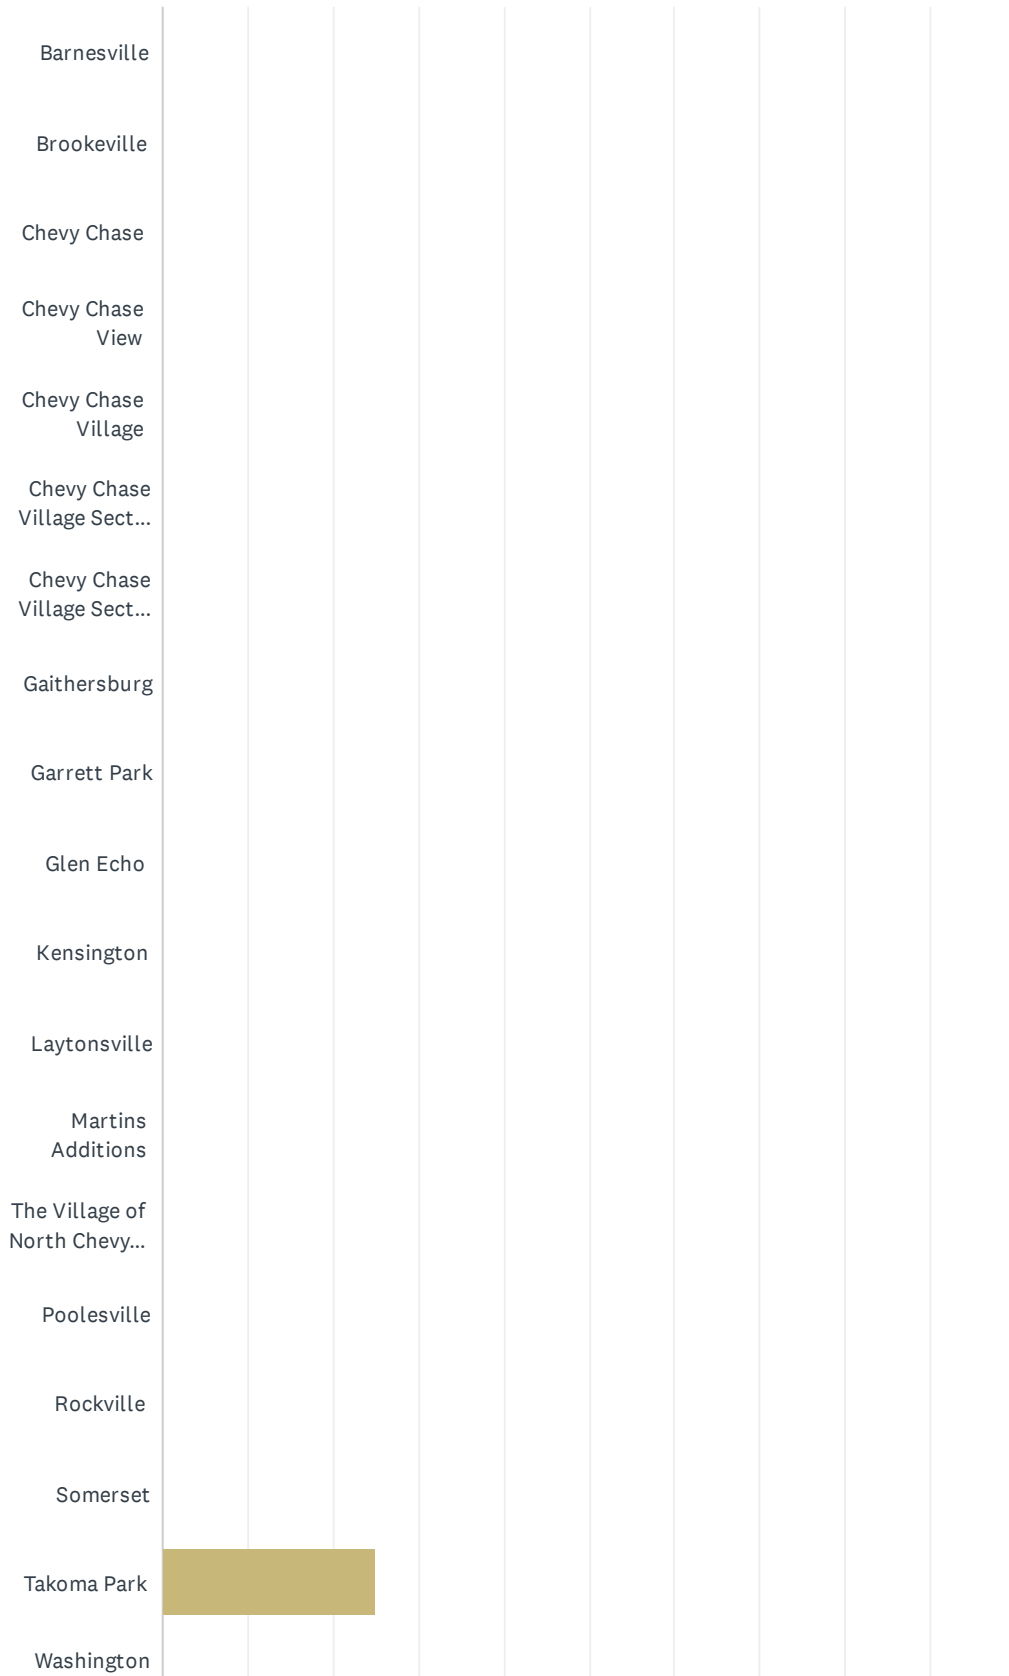 Barnesville
Brookeville
Chevy Chase
Chevy Chase
View
Chevy Chase
Village
Chevy Chase
Village Sect...
Chevy Chase
Village Sect...
Gaithersburg
Garrett Park
Glen Echo
Kensington
Laytonsville
Martins
Additions
The Village of
North Chevy...
Poolesville
Rockville
Somerset
Takoma Park
Washington